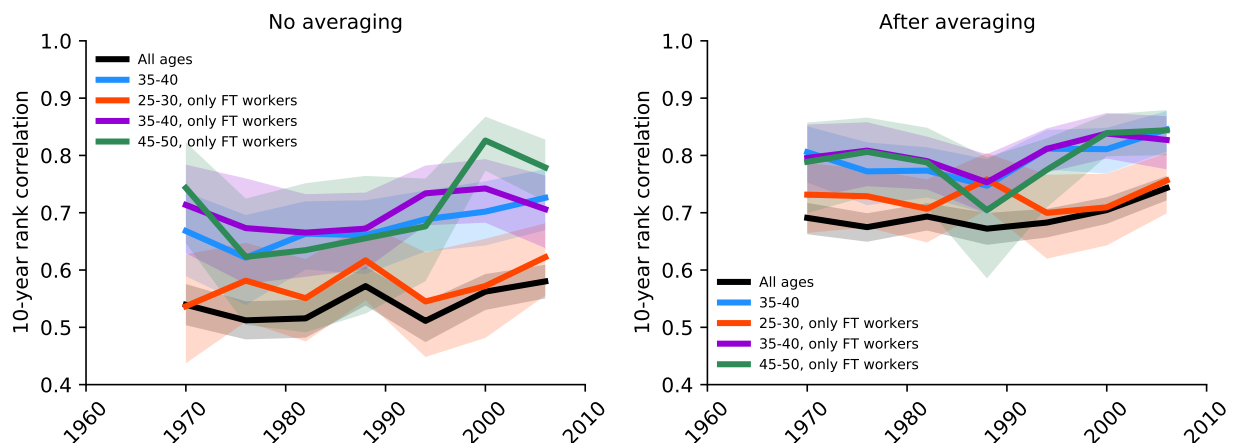 No averaging
10-year rank correlation
1.0
0.9
0.8
0.7
0.6
0.5
0.4
All ages
35-40
25-30, only FT workers
35-40, only FT workers
45-50, only FT workers
1960
1970
1980
1990
2000
2010
After averaging
10-year rank correlation
1.0
0.9
0.8
0.7
0.6
0.5
0.4
All ages
35-40
25-30, only FT workers
35-40, only FT workers
45-50, only FT workers
1960
1970
1980
1990
2000
2010